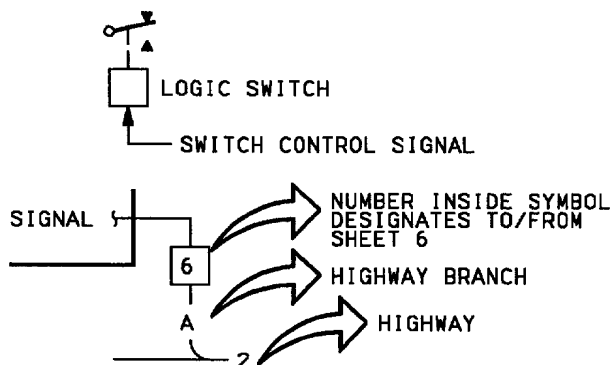 LOGIC SWITCH
SWITCH CONTROL SIGNAL
SIGNAL
NUMBER INSIDE SYMBOL
DESIGNATES TO/FROM
SHEET 6
6
HIGHWAY BRANCH
A
HIGHWAY
2